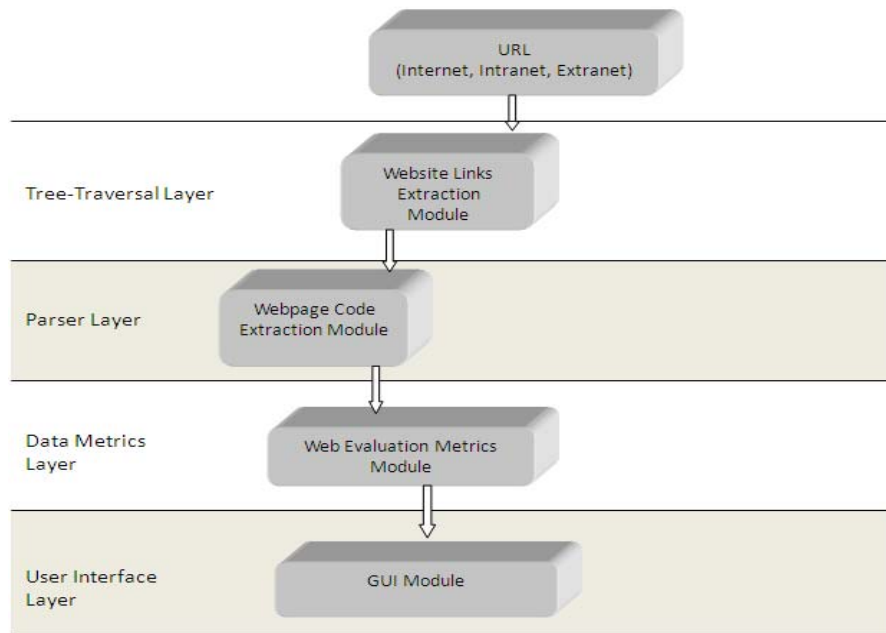 URL
(Internet, Intranet, Extranet)
Tree-Traversal Layer
Website Links
Extraction
Module
Parser Layer
Webpage Code
Extraction Module
Data Metrics
Layer
Web Evaluation Metrics
Module
User Interface
Layer
GUI Module